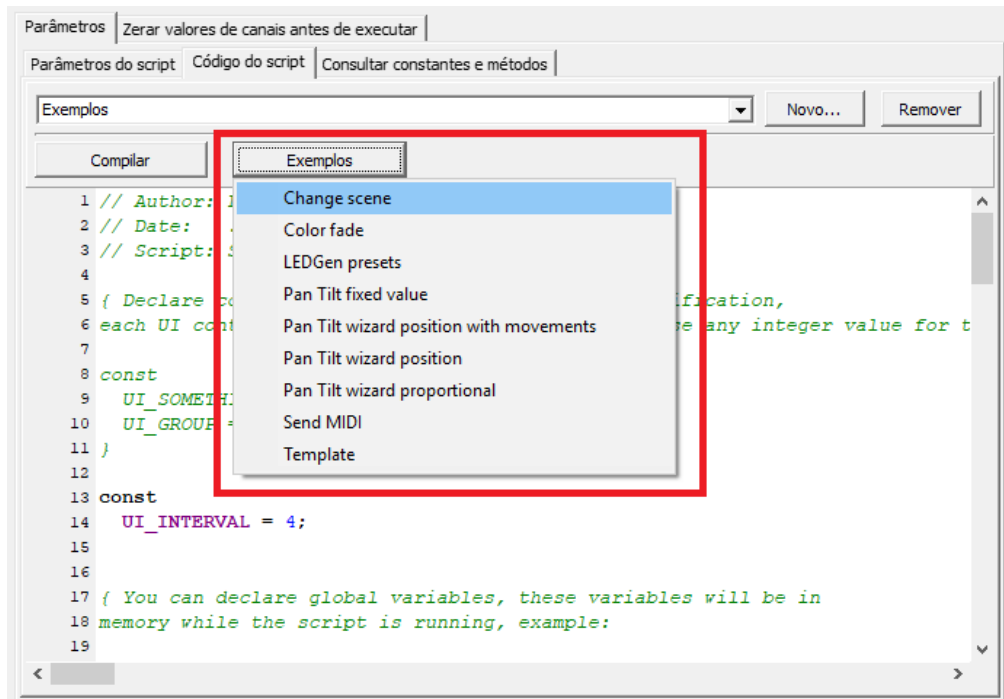 Parâmetros Zerar valores de canais antes de executar
Parâmetros do script Código do script Consultar constantes e métodos
Exemplos Novo... Remover
Compilar Exemplos
Change scene
Color fade
LEDGen presets
Pan Tilt fixed value
Pan Tilt wizard position with movements
Pan Tilt wizard position
Pan Tilt wizard proportional
Send MIDI
Template
1 // Author:
2 // Date:
3 // Script:
4
5 { Declare ification,
6 each UI any integer value for
7
8 const
9
10 UI_GROUP
11 }
12
13 const
14 UI_INTERVAL = 4;
15
16
17 { You can declare global variables, these variables will be in
18 memory while the script is running, example:
19